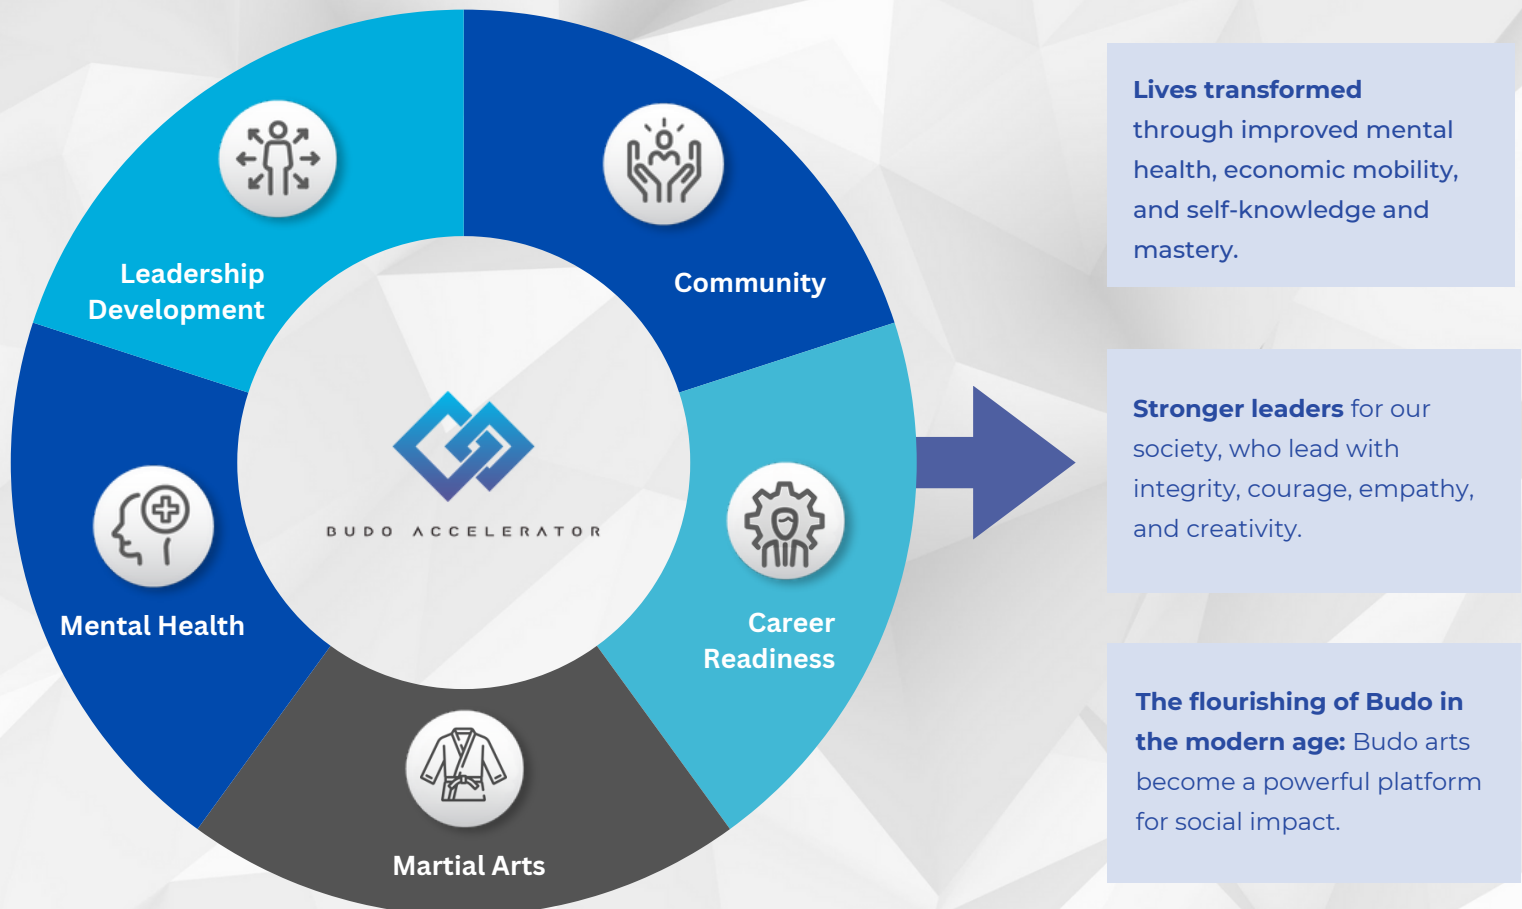 Leadership
Development
Community
Mental Health
BUDO ACCELERATOR
Career
Readiness
Martial Arts
Lives transformed
through improved mental
health, economic mobility,
and self-knowledge and
mastery.
Stronger leaders for our
society, who lead with
integrity, courage, empathy,
and creativity.
The flourishing of Budo in
the modern age: Budo arts
become a powerful platform
for social impact.